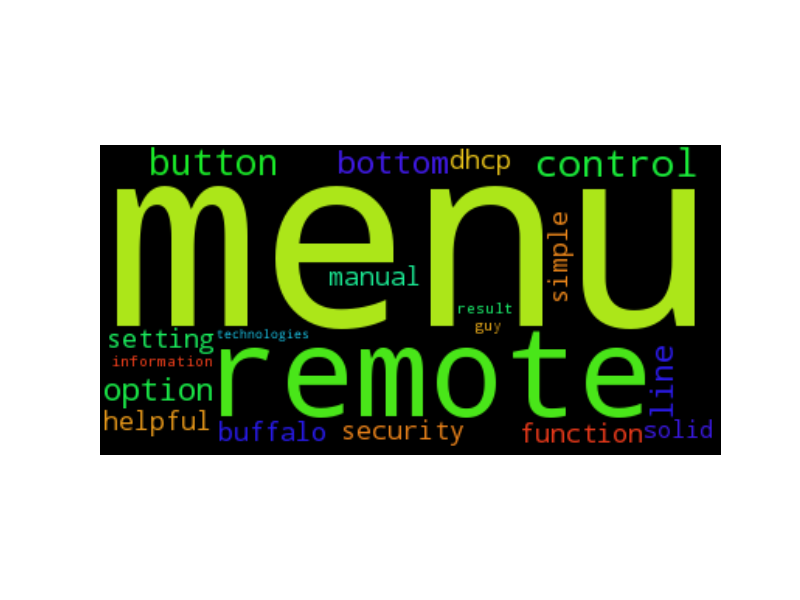 button bottom dhcp control
menu
simple
manual
result
guy
setting technologies
information
remote
line
option
helpful
buffalo security function solid